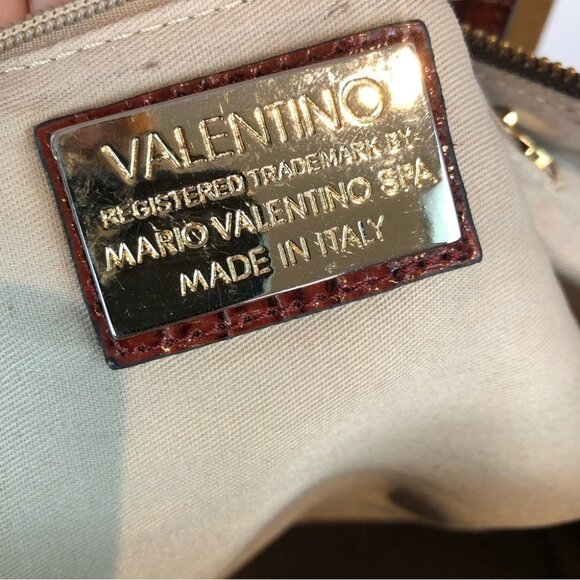 VALENTINO
REGISTERED TRADEMARK BY
MARIO VALENTINO SPA
MADE IN ITALY